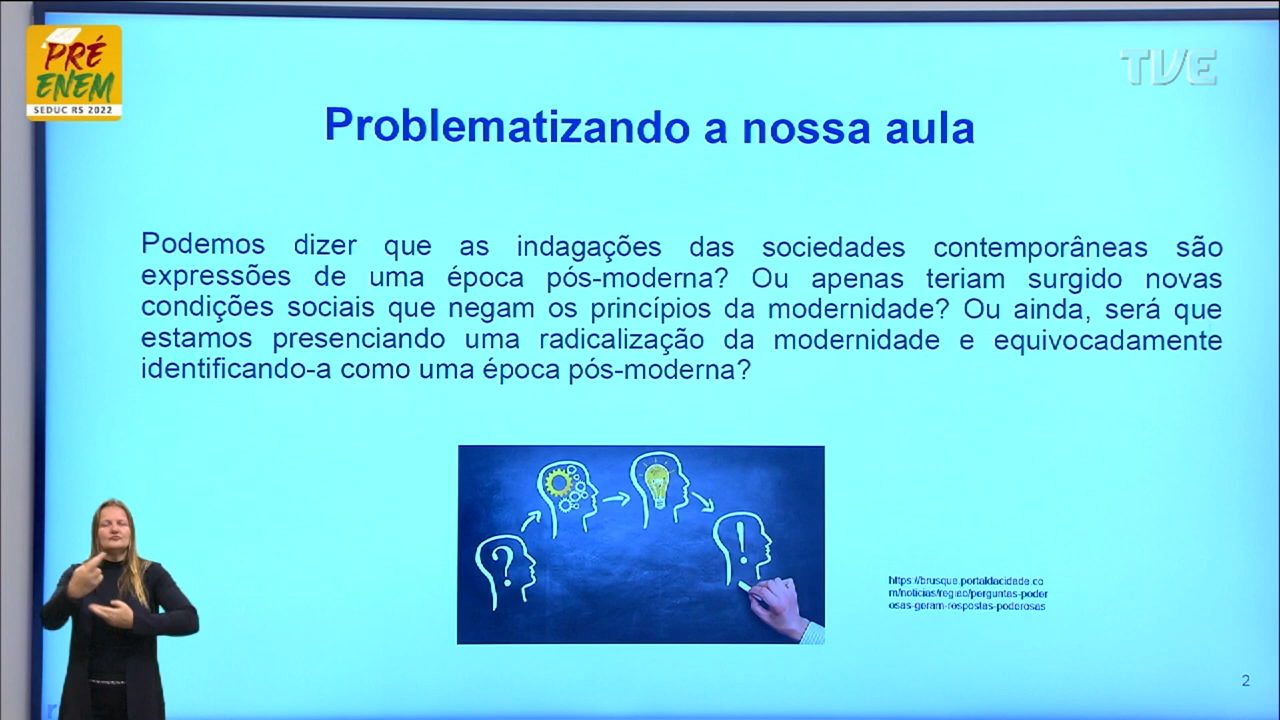 PRÉ
ENEM
SEDUC RS 2022
TVE
Problematizando a nossa aula
Podemos dizer que as indagações das sociedades contemporâneas são
expressões de uma época pós-moderna? Ou apenas teriam surgido novas
condições sociais que negam os princípios da modernidade? Ou ainda, será que
estamos presenciando uma radicalização da modernidade e equivocadamente
identificando-a como uma época pós-moderna?
?
!
https://brusque.portaldacidade.co
m/noticias/regiao/perguntas-poder
osas-geram-respostas-poderosas
2